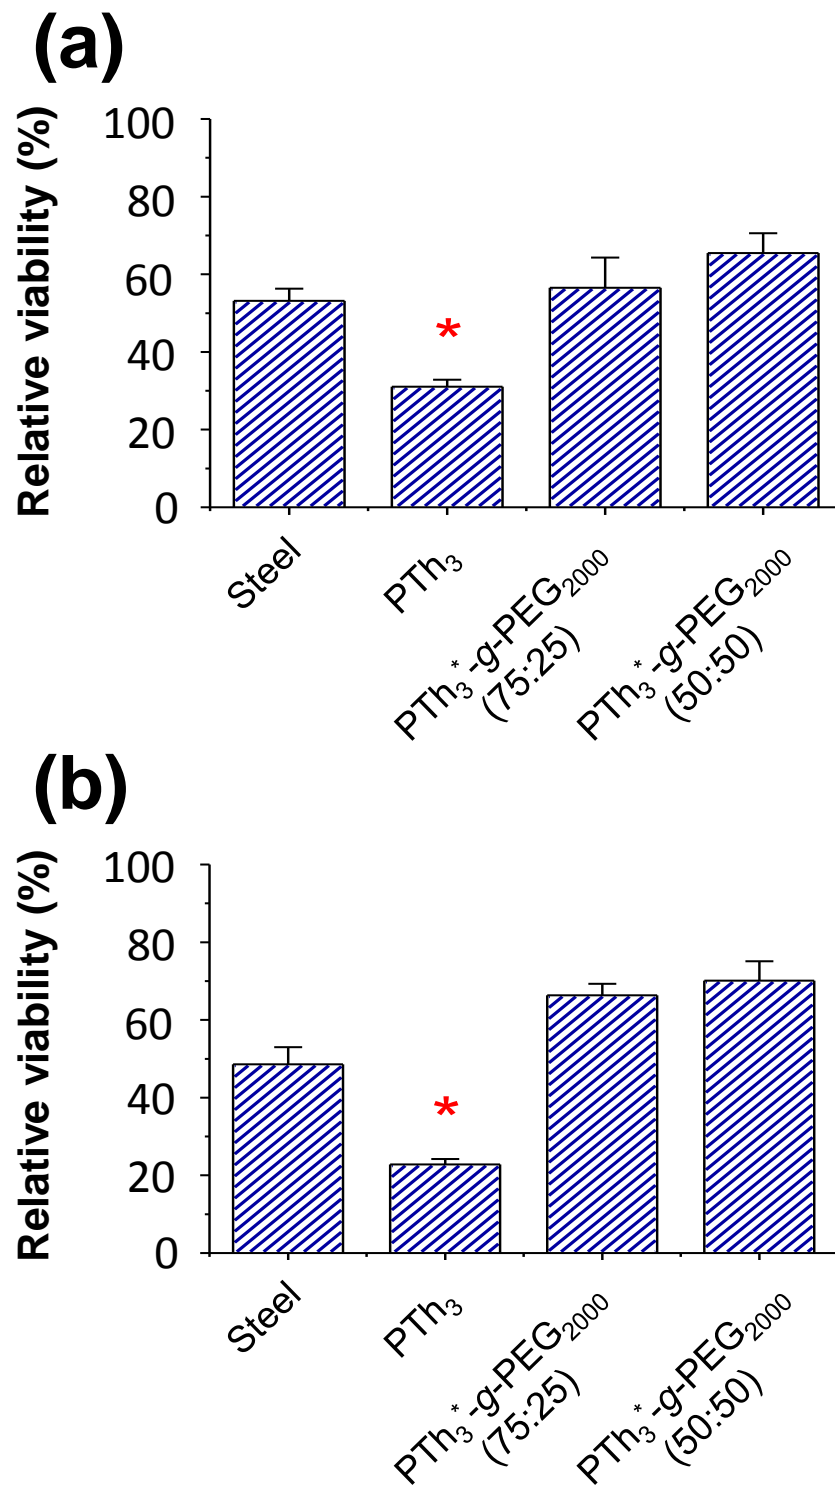 (a)
Relative viability (%)
100
80
60
40
20
0
*
Steel
PTh₃
PTh₃*-g-PEG₂₀₀₀
(75:25)
PTh₃*-g-PEG₂₀₀₀
(50:50)
(b)
Relative viability (%)
100
80
60
40
20
0
*
Steel
PTh₃
PTh₃*-g-PEG₂₀₀₀
(75:25)
PTh₃*-g-PEG₂₀₀₀
(50:50)